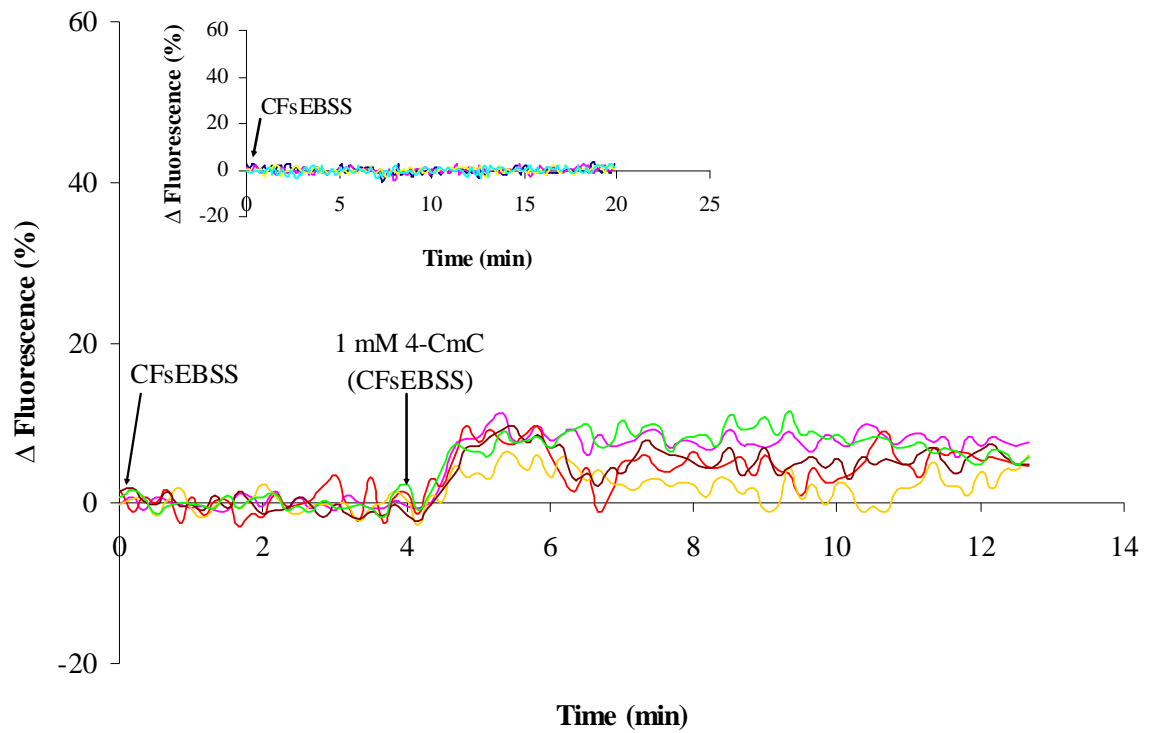 60
40
20
0
-20
Δ Fluorescence (%)
0 2 4 6 8 10 12 14
Time (min)
CFsEBSS
1 mM 4-CmC
(CFsEBSS)
60
40
20
0
-20
Δ Fluorescence (%)
CFsEBSS
0 5 10 15 20 25
Time (min)